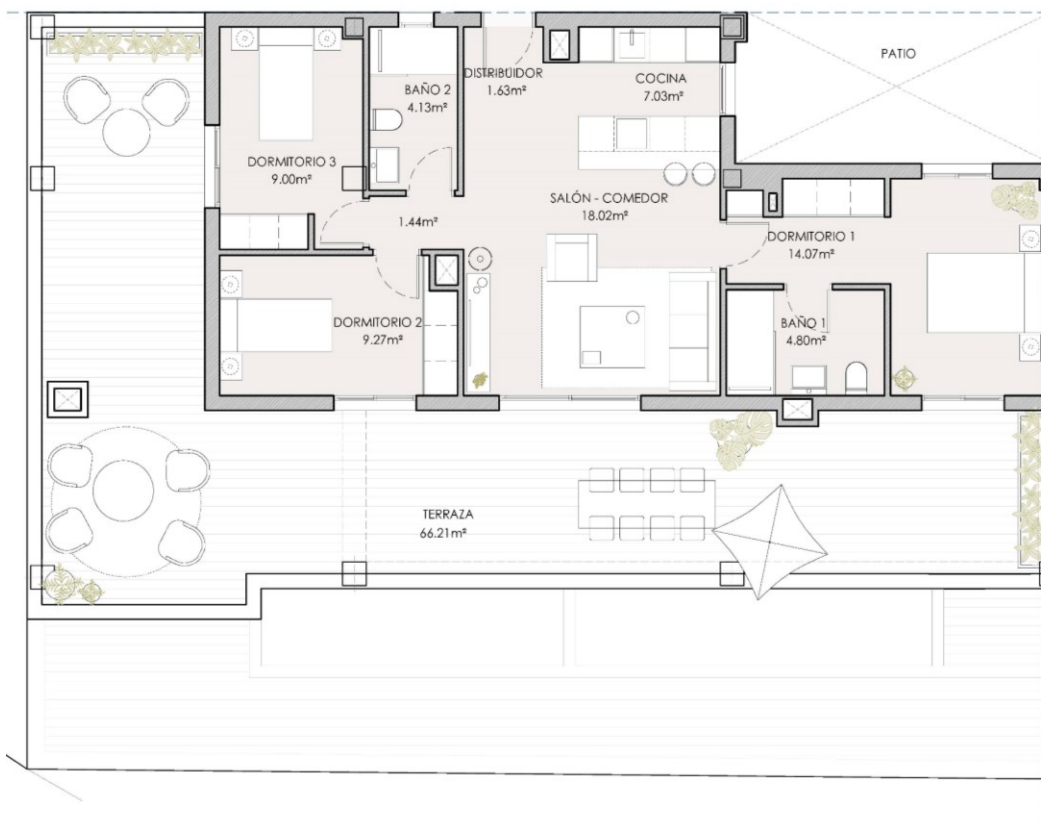 PATIO
DISTRIBUIDOR
1.63m²
COCINA
7.03m²
BAÑO 2
4.13m²
DORMITORIO 3
9.00m²
1.44m²
SALÓN - COMEDOR
18.02m²
DORMITORIO 1
14.07m²
DORMITORIO 2
9.27m²
BAÑO 1
4.80m²
TERRAZA
66.21m²